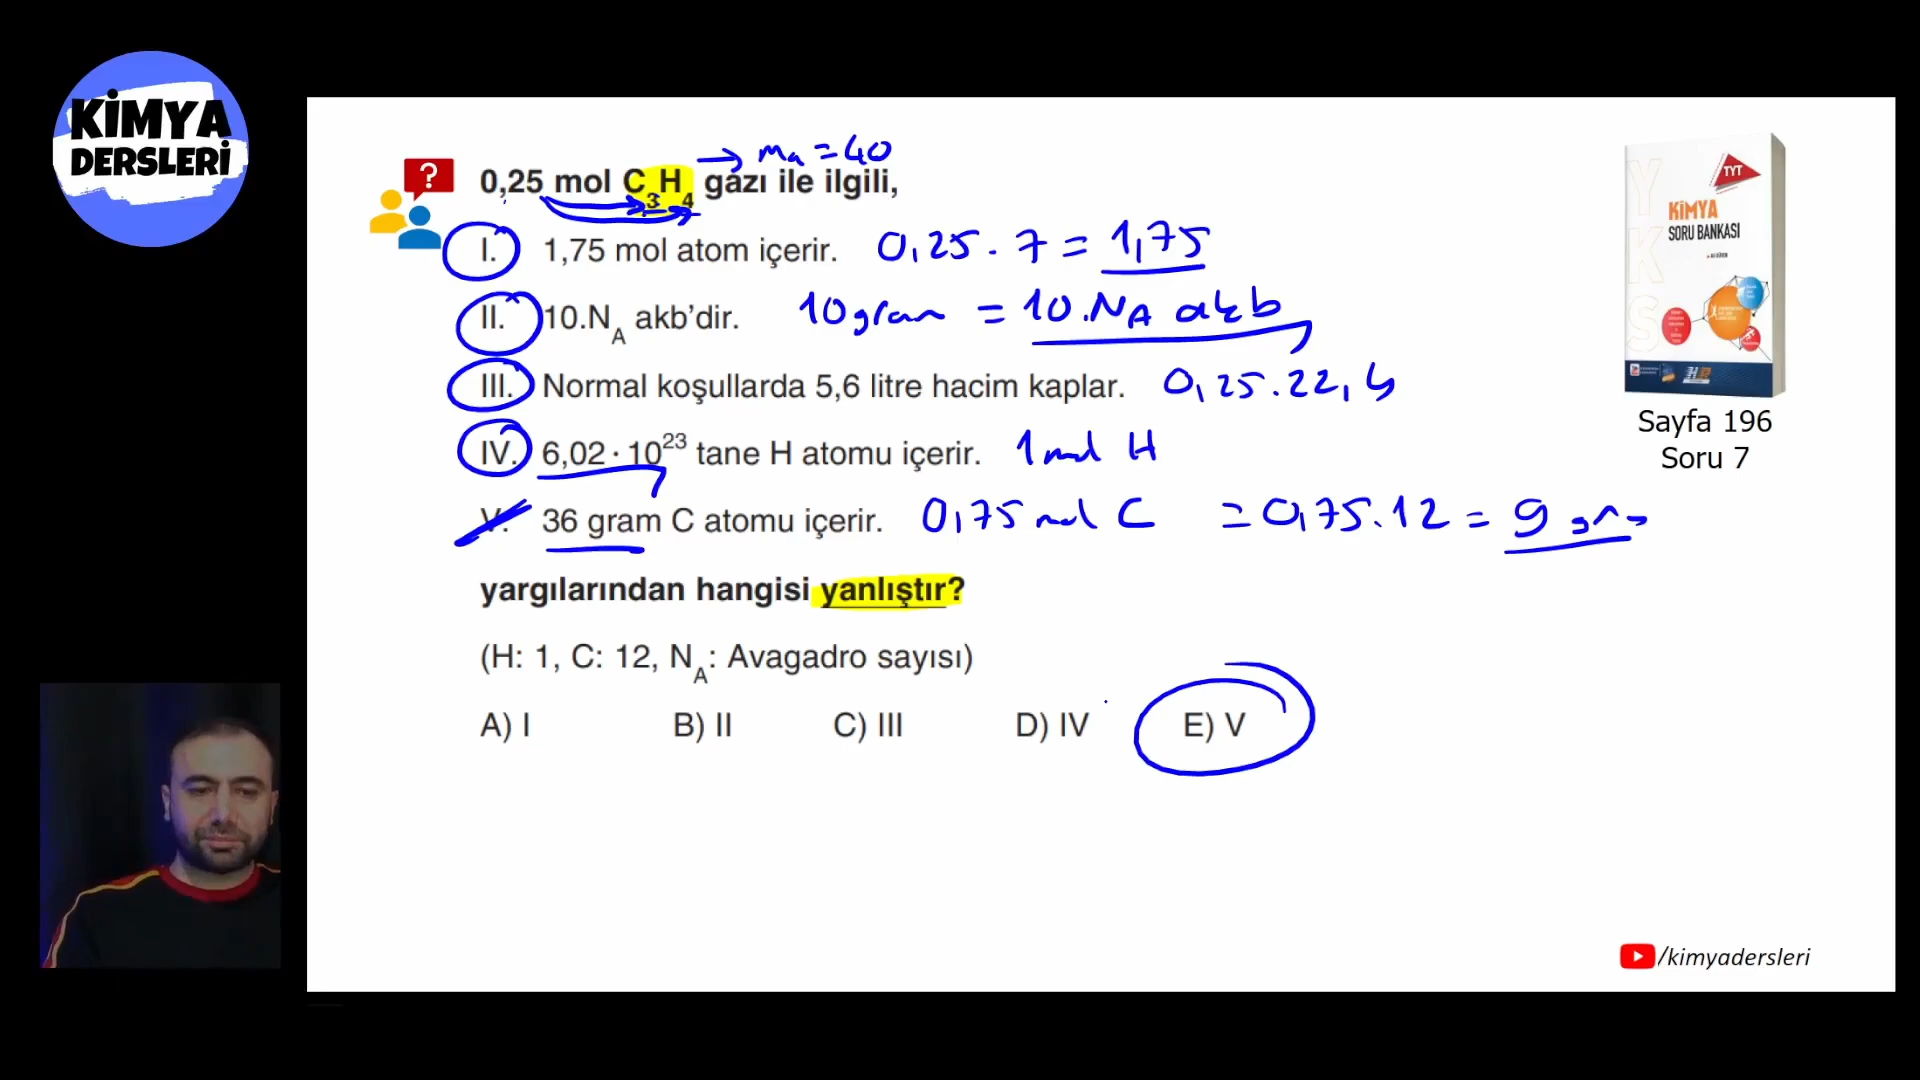 KİMYA
DERSLERİ
?
→ ma = 40
0,25 mol C₃H₄ gazı ile ilgili,
I. 1,75 mol atom içerir. 0,25 . 7 = 1,75
II. 10.N_A akb’dir. 10 gram = 10.NA akb
III. Normal koşullarda 5,6 litre hacim kaplar. 0,25.22,4
IV. 6,02 · 10²³ tane H atomu içerir. 1 mol H
V. 36 gram C atomu içerir. 0,75 mol C = 0,75.12 = 9 gram
yargılarından hangisi yanlıştır?
(H: 1, C: 12, N_A: Avagadro sayısı)
A) I B) II C) III D) IV E) V
YKS
TYT
KİMYA
SORU BANKASI
Sayfa 196
Soru 7
/kimyadersleri